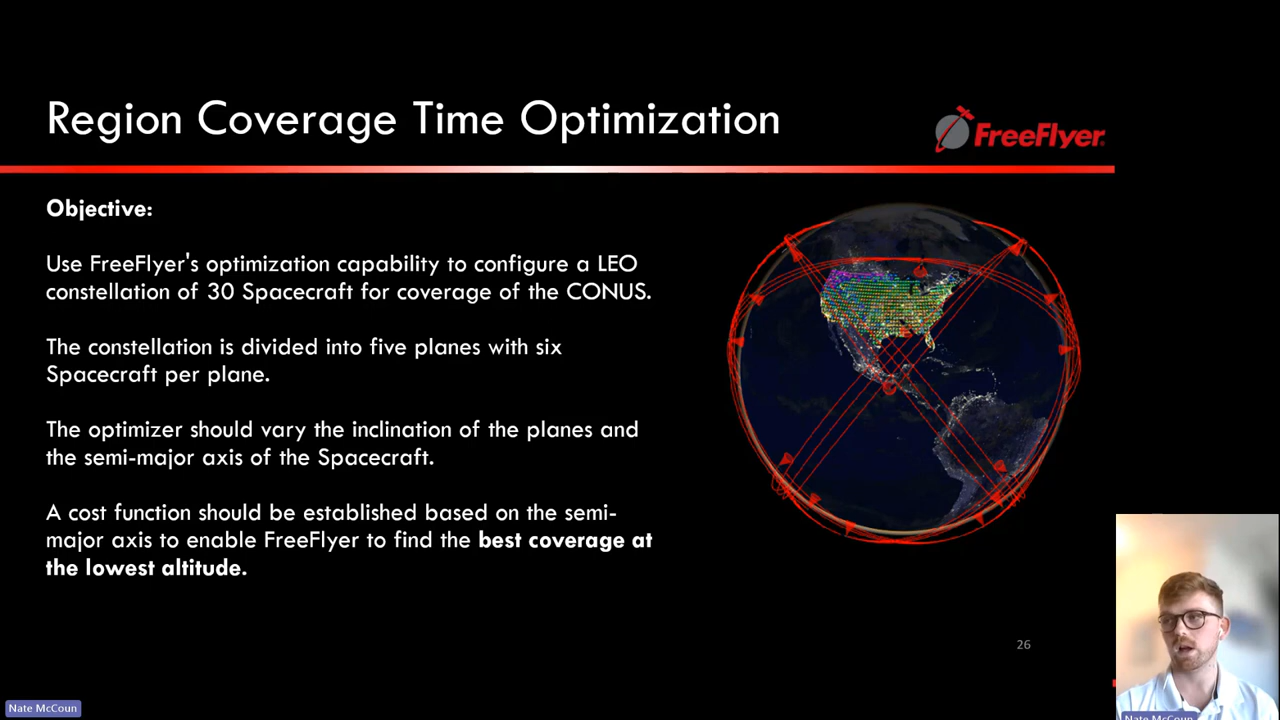 Region Coverage Time Optimization
FreeFlyer®
Objective:
Use FreeFlyer's optimization capability to configure a LEO
constellation of 30 Spacecraft for coverage of the CONUS.
The constellation is divided into five planes with six
Spacecraft per plane.
The optimizer should vary the inclination of the planes and
the semi-major axis of the Spacecraft.
A cost function should be established based on the semi-
major axis to enable FreeFlyer to find the best coverage at
the lowest altitude.
26
Nate McCoun
Nate McCoun